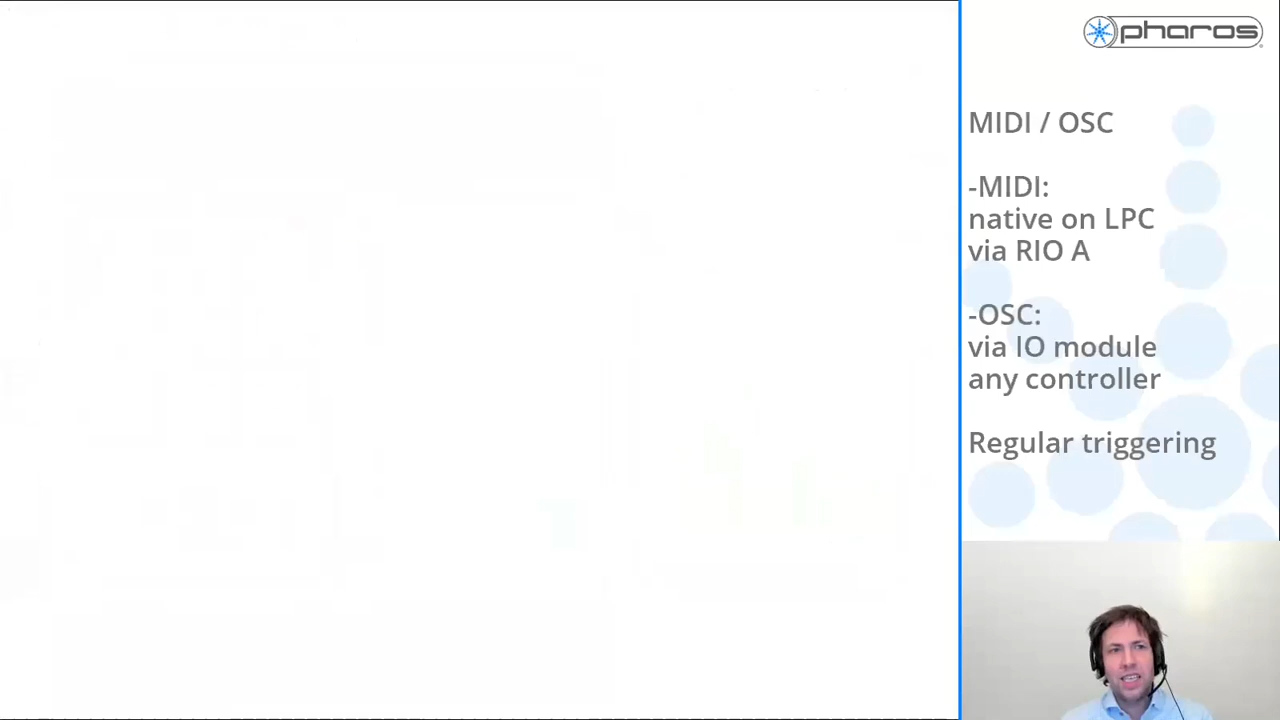 pharos
MIDI / OSC
-MIDI:
native on LPC
via RIO A
-OSC:
via IO module
any controller
Regular triggering